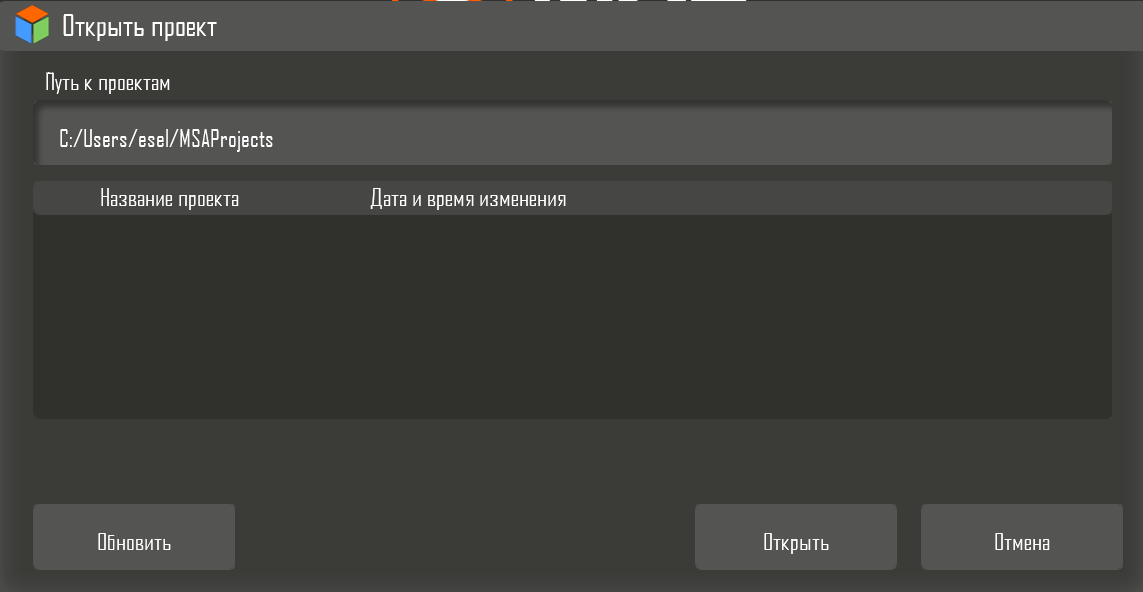 Открыть проект
Путь к проектам
C:/Users/esel/MSAProjects
Название проекта Дата и время изменения
Обновить Открыть Отмена